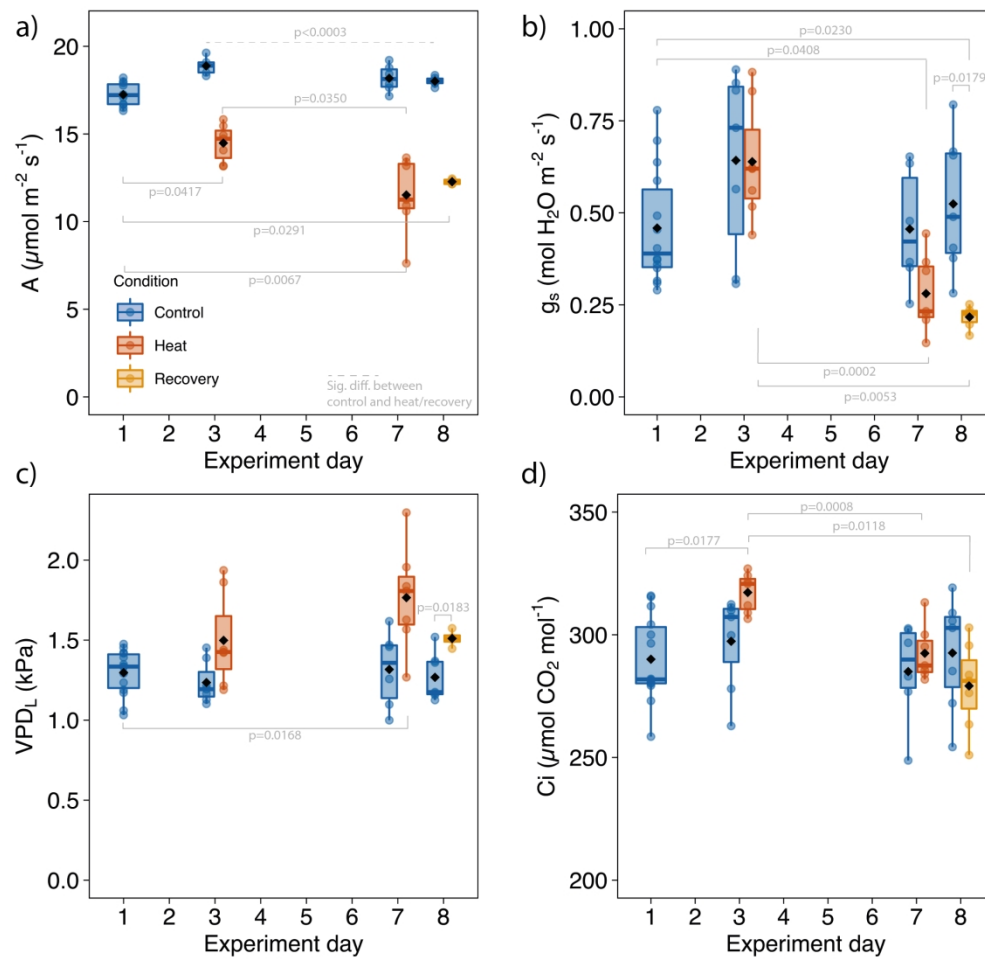 a)
p<0.0003
p=0.0350
p=0.0417
p=0.0291
p=0.0067
Condition
Control
Heat
Recovery
Sig. diff. between
control and heat/recovery
20
15
10
5
0
A (µmol m⁻² s⁻¹)
1 2 3 4 5 6 7 8
Experiment day
b)
p=0.0230
p=0.0408
p=0.0179
p=0.0002
p=0.0053
1.00
0.75
0.50
0.25
0.00
gₛ (mol H₂O m⁻² s⁻¹)
1 2 3 4 5 6 7 8
Experiment day
c)
p=0.0183
p=0.0168
2.0
1.5
1.0
0.5
0.0
VPD_L (kPa)
1 2 3 4 5 6 7 8
Experiment day
d)
p=0.0008
p=0.0118
p=0.0177
350
300
250
200
Ci (µmol CO₂ mol⁻¹)
1 2 3 4 5 6 7 8
Experiment day